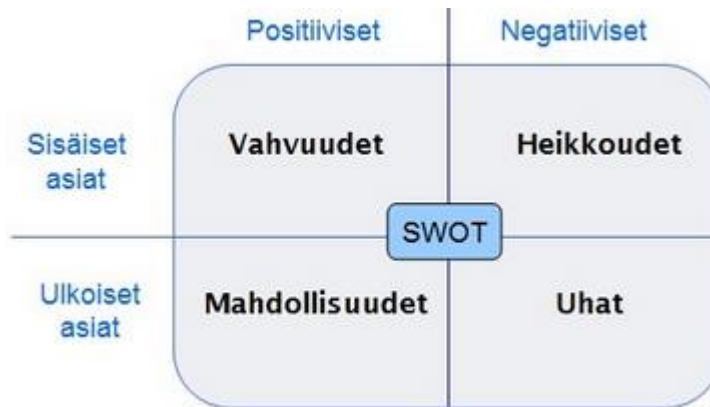 Positiiviset Negatiiviset
Sisäiset
asiat
Vahvuudet Heikkoudet
SWOT
Ulkoiset
asiat
Mahdollisuudet Uhat